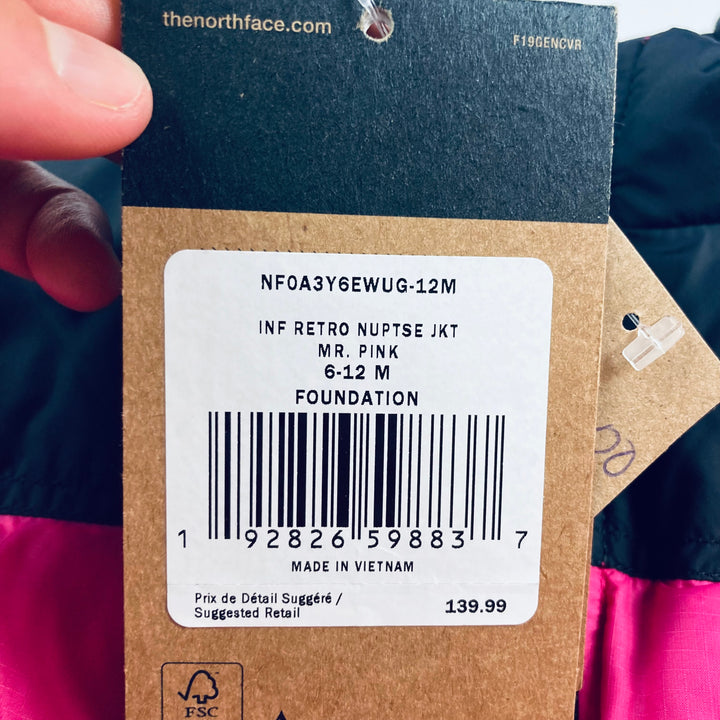 thenorthface.com
F19GENCVR
NF0A3Y6EWUG-12M
INF RETRO NUPTSE JKT
MR. PINK
6-12 M
FOUNDATION
1 92826 59883 7
MADE IN VIETNAM
Prix de Détail Suggéré /
Suggested Retail 139.99
FSC